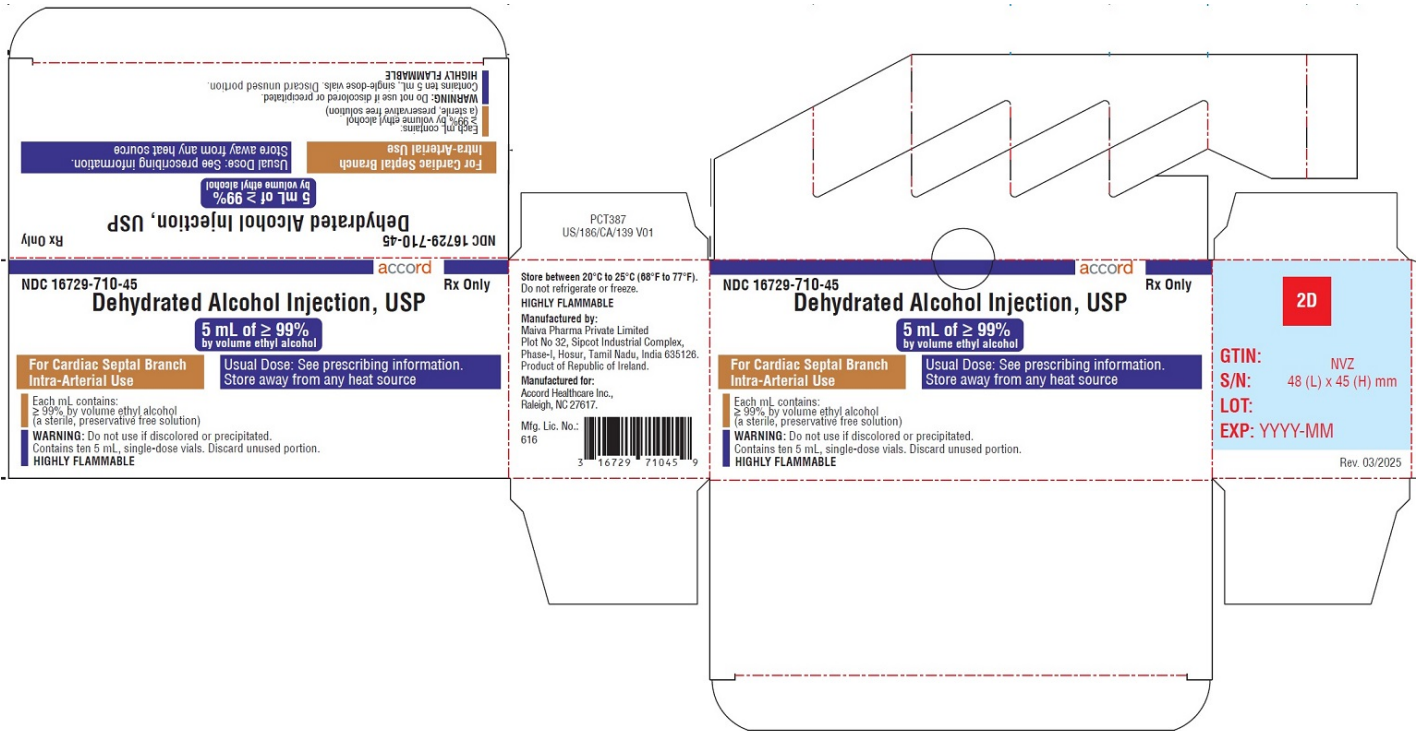 NDC 16729-710-45
Rx Only
Dehydrated Alcohol Injection, USP
5 mL of ≥ 99%
by volume ethyl alcohol
For Cardiac Septal Branch
Intra-Arterial Use
Usual Dose: See prescribing information.
Store away from any heat source
Each mL contains:
≥ 99% by volume ethyl alcohol
(a sterile, preservative free solution)
WARNING: Do not use if discolored or precipitated.
Contains ten 5 mL, single-dose vials. Discard unused portion.
HIGHLY FLAMMABLE
accord
NDC 16729-710-45
Rx Only
Dehydrated Alcohol Injection, USP
5 mL of ≥ 99%
by volume ethyl alcohol
For Cardiac Septal Branch
Intra-Arterial Use
Usual Dose: See prescribing information.
Store away from any heat source
Each mL contains:
≥ 99% by volume ethyl alcohol
(a sterile, preservative free solution)
WARNING: Do not use if discolored or precipitated.
Contains ten 5 mL, single-dose vials. Discard unused portion.
HIGHLY FLAMMABLE
PCT387
US/186/CA/139 V01
Store between 20°C to 25°C (68°F to 77°F).
Do not refrigerate or freeze.
HIGHLY FLAMMABLE
Manufactured by:
Maiva Pharma Private Limited
Plot No 32, Sipcot Industrial Complex,
Phase-I, Hosur, Tamil Nadu, India 635126.
Product of Republic of Ireland.
Manufactured for:
Accord Healthcare Inc.,
Raleigh, NC 27617.
Mfg. Lic. No.:
616
3 16729 71045 9
accord
NDC 16729-710-45
Rx Only
Dehydrated Alcohol Injection, USP
5 mL of ≥ 99%
by volume ethyl alcohol
For Cardiac Septal Branch
Intra-Arterial Use
Usual Dose: See prescribing information.
Store away from any heat source
Each mL contains:
≥ 99% by volume ethyl alcohol
(a sterile, preservative free solution)
WARNING: Do not use if discolored or precipitated.
Contains ten 5 mL, single-dose vials. Discard unused portion.
HIGHLY FLAMMABLE
2D
GTIN:
NVZ
S/N:
48 (L) x 45 (H) mm
LOT:
EXP: YYYY-MM
Rev. 03/2025